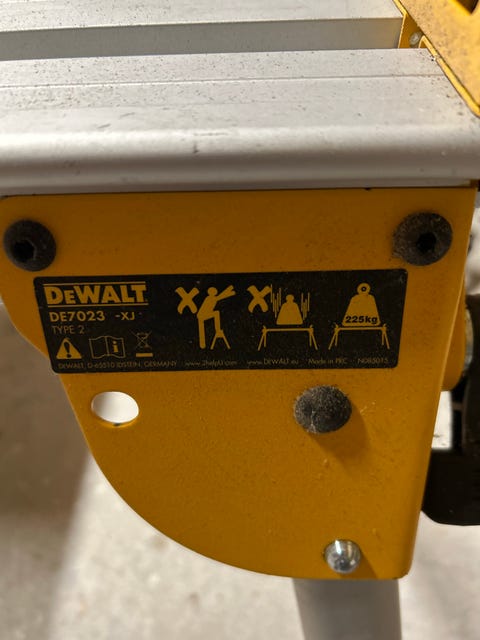 DEWALT
DE7023 -XJ
TYPE 2
225kg
DEWALT, D-65510 IDSTEIN, GERMANY www.2helpU.com www.DEWALT.eu Made in PRC N085015